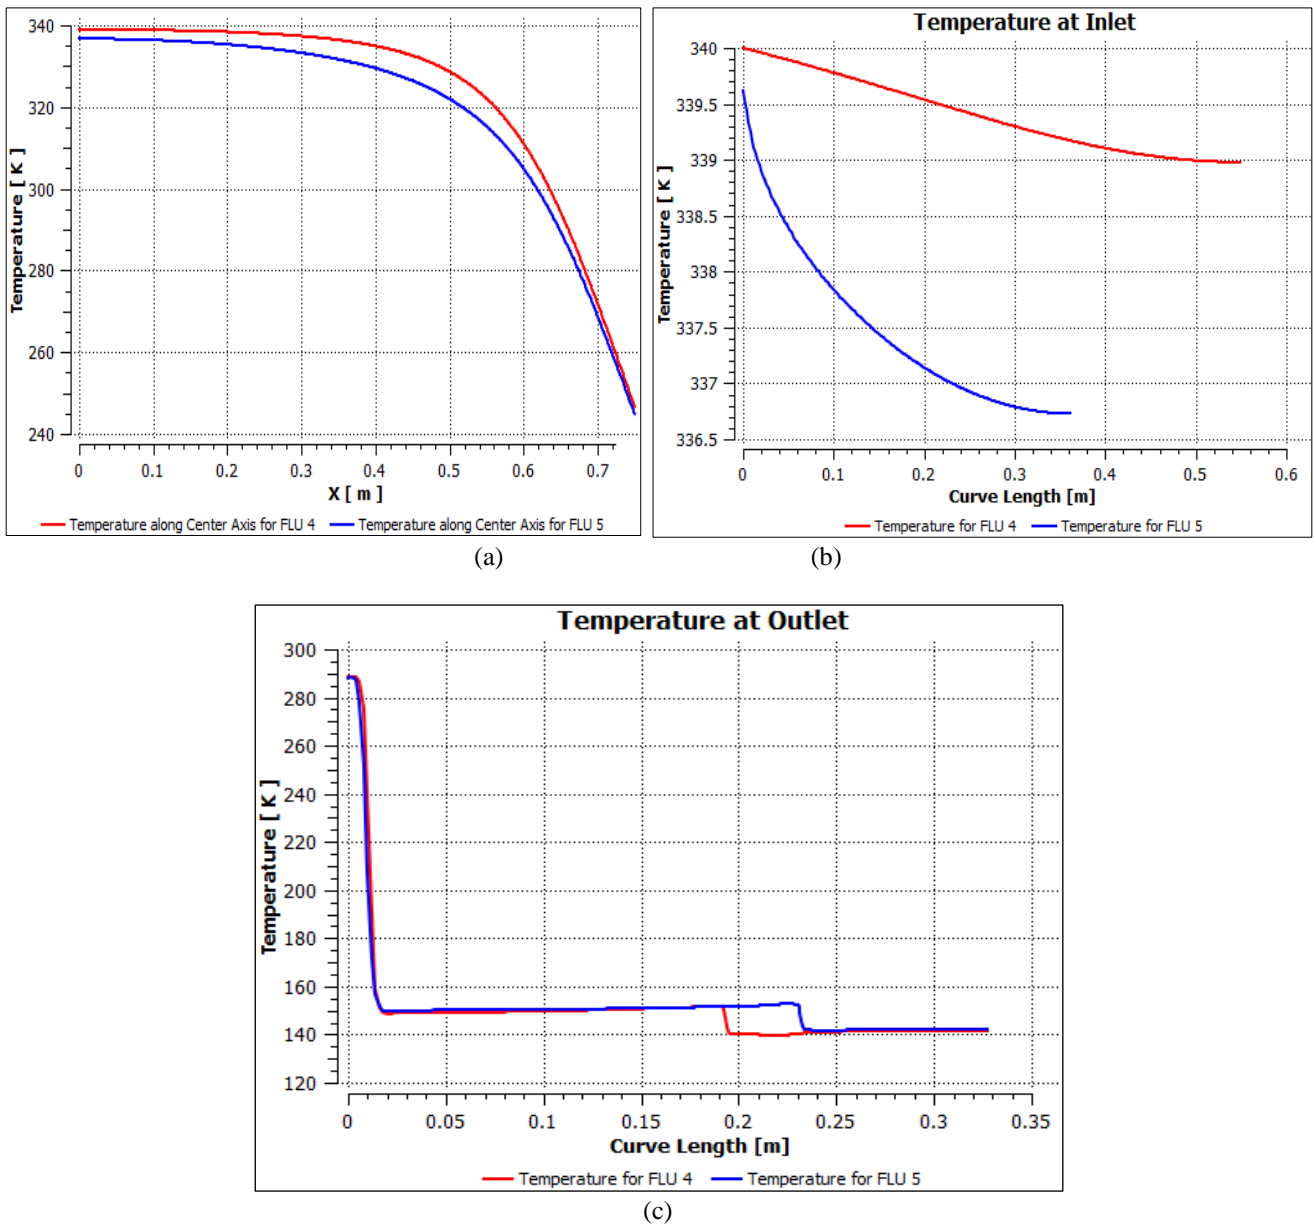 340
320
300
280
260
240
Temperature [ K ]
0 0.1 0.2 0.3 0.4 0.5 0.6 0.7
X [ m ]
Temperature along Center Axis for FLU 4 Temperature along Center Axis for FLU 5
(a)
Temperature at Inlet
340
339.5
339
338.5
338
337.5
337
336.5
Temperature [ K ]
0 0.1 0.2 0.3 0.4 0.5 0.6
Curve Length [m]
Temperature for FLU 4 Temperature for FLU 5
(b)
Temperature at Outlet
300
280
260
240
220
200
180
160
140
120
Temperature [ K ]
0 0.05 0.1 0.15 0.2 0.25 0.3 0.35
Curve Length [m]
Temperature for FLU 4 Temperature for FLU 5
(c)